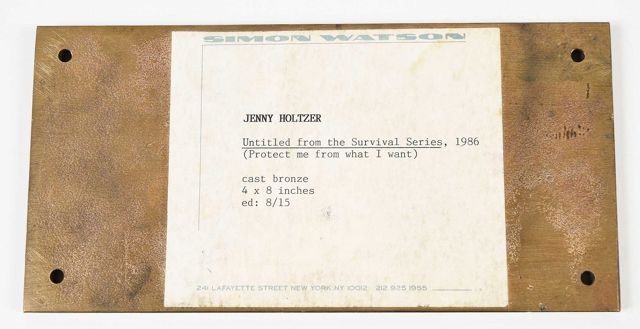 SIMON WATSON
JENNY HOLTZER
Untitled from the Survival Series, 1986
(Protect me from what I want)
cast bronze
4 x 8 inches
ed: 8/15
241 LAFAYETTE STREET NEW YORK NY 10012 212 925 1955